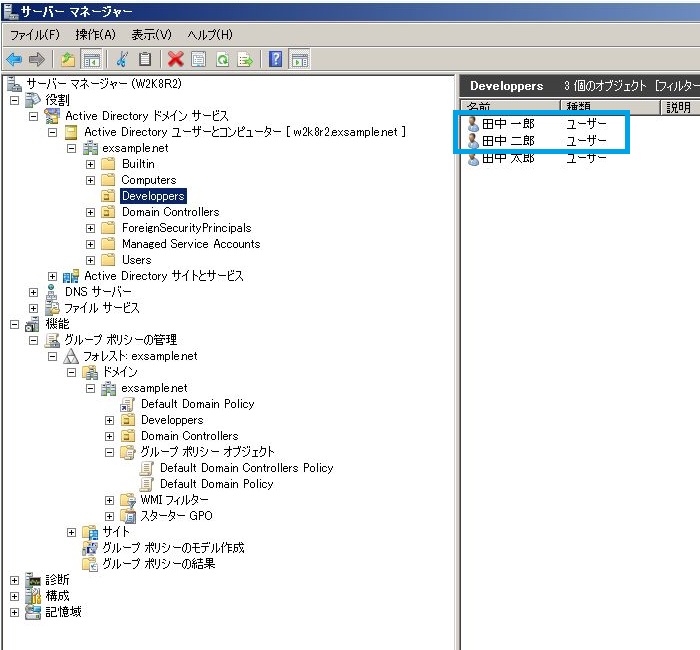 サーバー マネージャー
ファイル(F) 操作(A) 表示(V) ヘルプ(H)
サーバー マネージャー (W2K8R2)
役割
Active Directory ドメイン サービス
Active Directory ユーザーとコンピューター [ w2k8r2.exsample.net ]
exsample.net
Builtin
Computers
Developpers
Domain Controllers
ForeignSecurityPrincipals
Managed Service Accounts
Users
Active Directory サイトとサービス
DNS サーバー
ファイル サービス
機能
グループ ポリシーの管理
フォレスト: exsample.net
ドメイン
exsample.net
Default Domain Policy
Developpers
Domain Controllers
グループ ポリシー オブジェクト
Default Domain Controllers Policy
Default Domain Policy
WMI フィルター
スターター GPO
サイト
グループ ポリシーのモデル作成
グループ ポリシーの結果
診断
構成
記憶域
Developpers 3 個のオブジェクト [フィルター
名前 種類 説明
田中 一郎 ユーザー
田中 二郎 ユーザー
田中 太郎 ユーザー